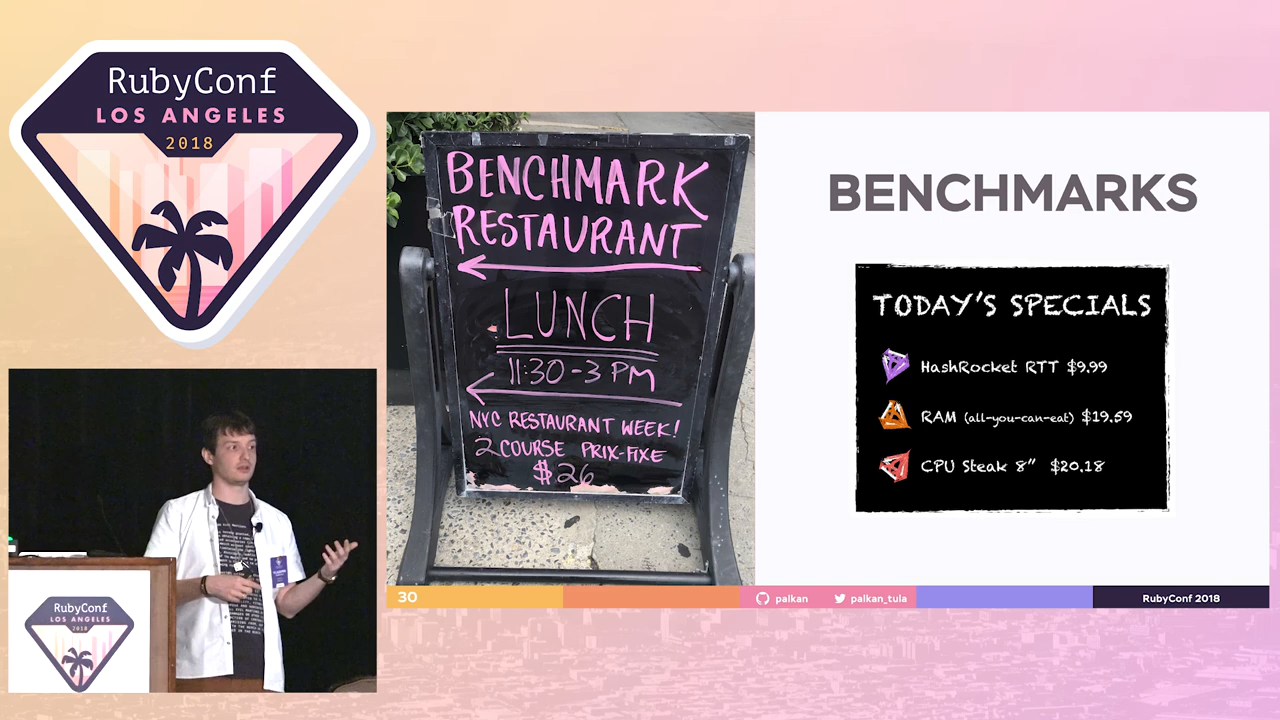 RubyConf
LOS ANGELES
2018
BENCHMARK
RESTAURANT
LUNCH
11:30-3 PM
NYC RESTAURANT WEEK!
2 COURSE PRIX-FIXE
$26
BENCHMARKS
TODAY'S SPECIALS
HashRocket RTT $9.99
RAM (all-you-can-eat) $19.59
CPU Steak 8" $20.18
30
palkan
palkan_tula
RubyConf 2018
RubyConf
LOS ANGELES
2018